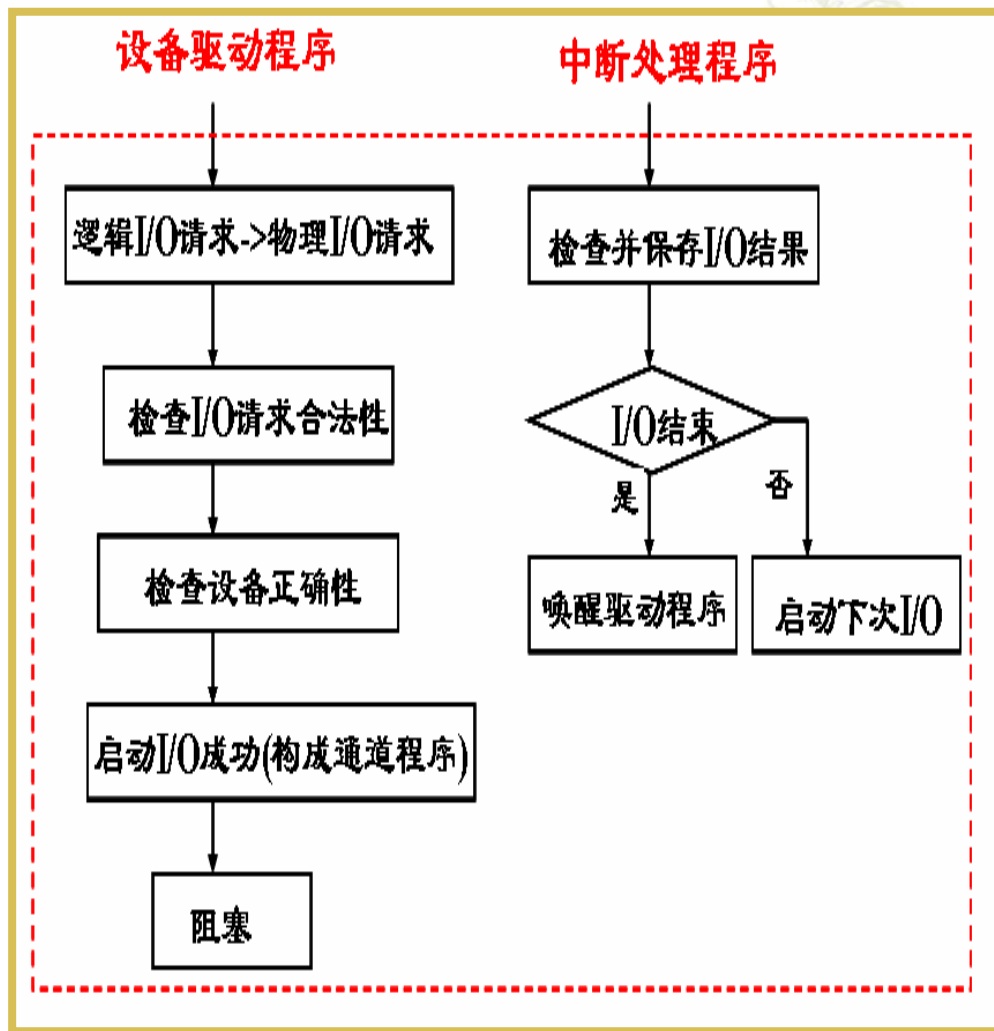 设备驱动程序
中断处理程序
逻辑I/O请求->物理I/O请求
检查I/O请求合法性
检查设备正确性
启动I/O成功(构成通道程序)
阻塞
检查并保存I/O结果
I/O结束
是
否
唤醒驱动程序
启动下次I/O